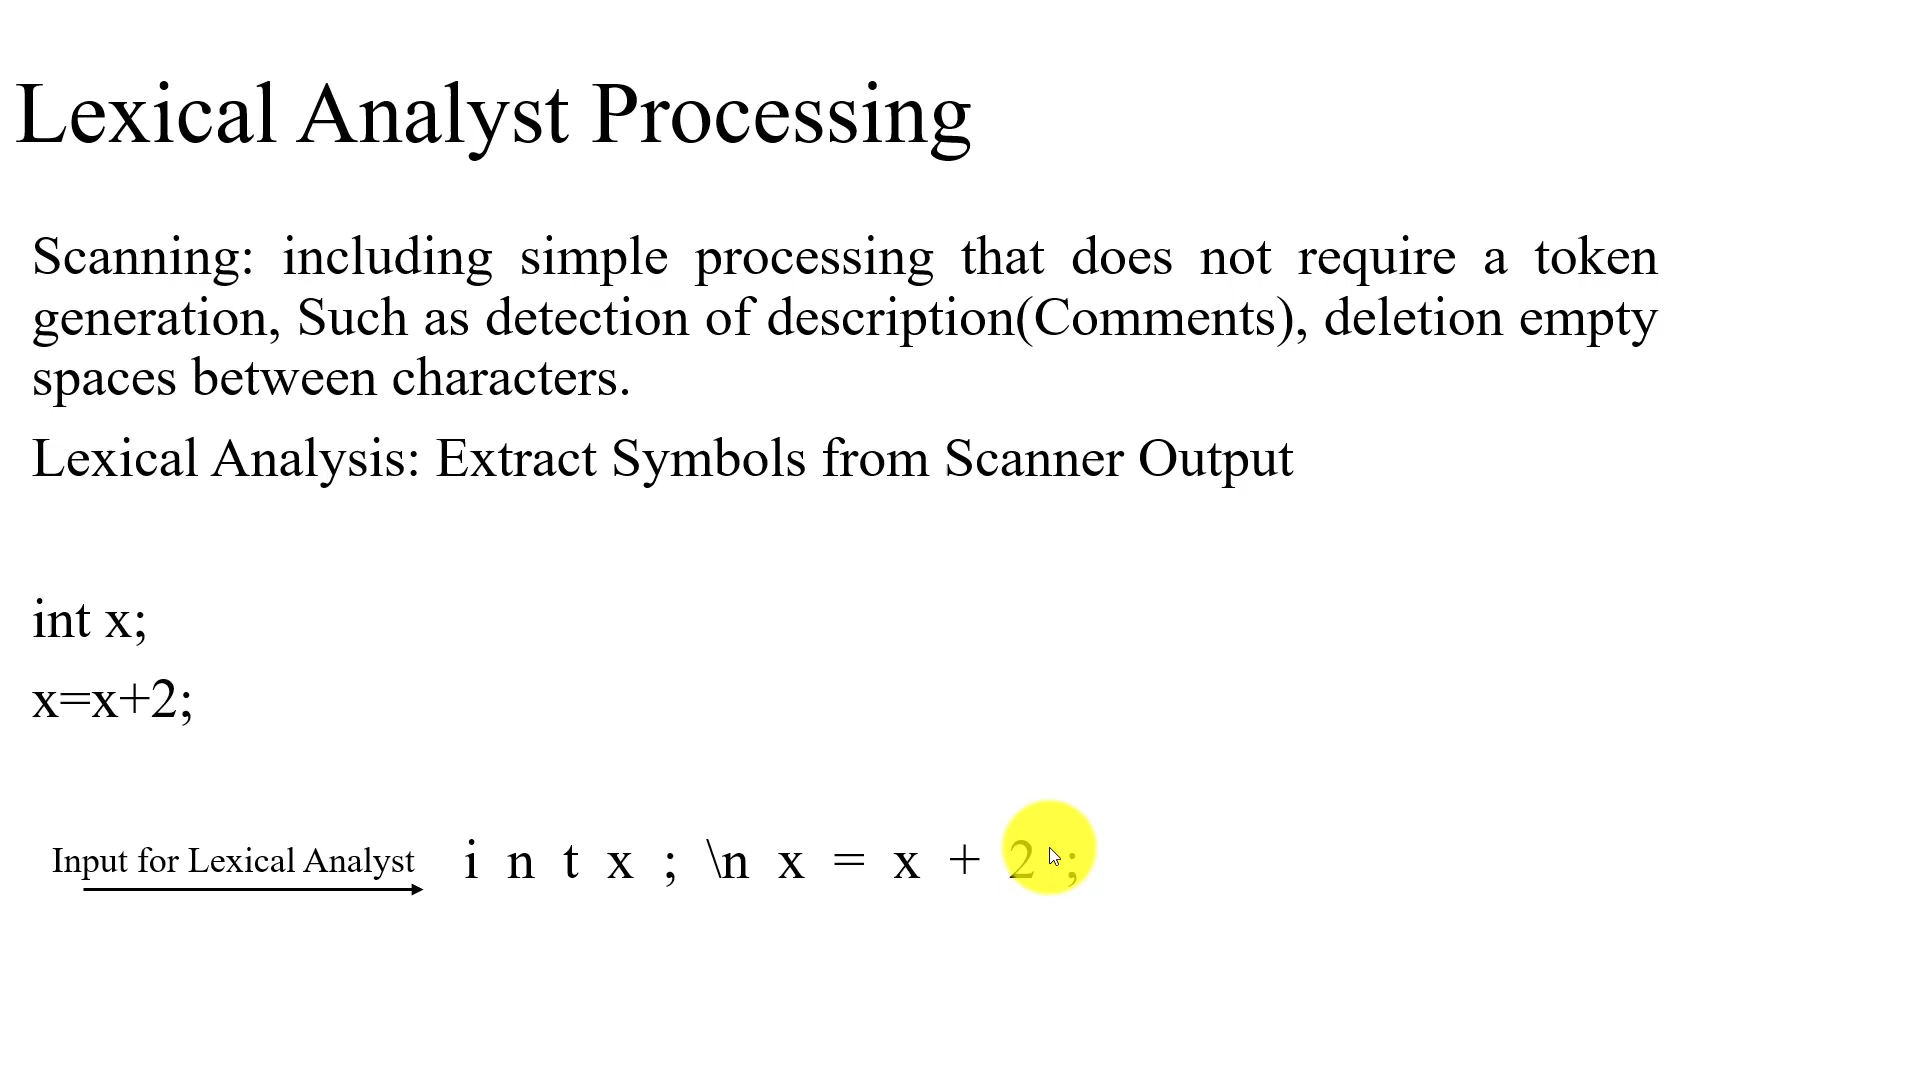 Lexical Analyst Processing
Scanning: including simple processing that does not require a token
generation, Such as detection of description(Comments), deletion empty
spaces between characters.
Lexical Analysis: Extract Symbols from Scanner Output
int x;
x=x+2;
Input for Lexical Analyst i n t x ; \n x = x + 2 ;